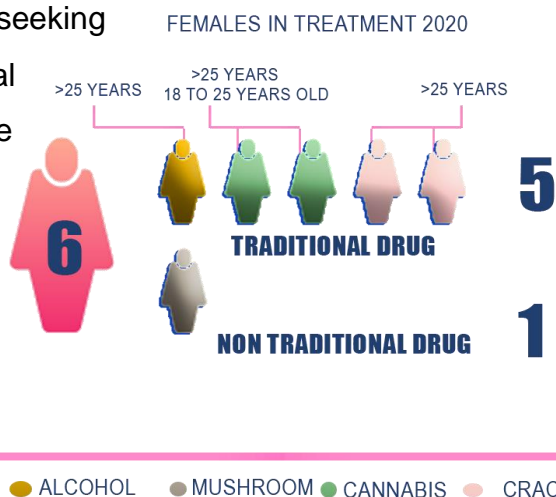 seeking
al
e
FEMALES IN TREATMENT 2020
>25 YEARS
>25 YEARS
18 TO 25 YEARS OLD
>25 YEARS
6
5
TRADITIONAL DRUG
1
NON TRADITIONAL DRUG
ALCOHOL MUSHROOM CANNABIS CRAC